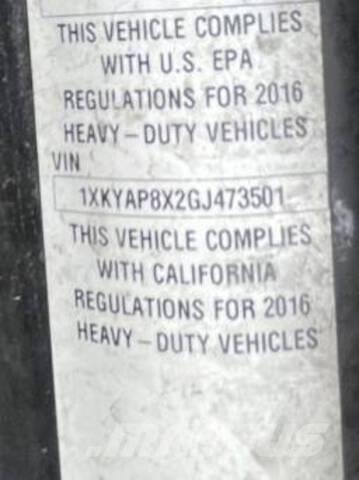 THIS VEHICLE COMPLIES
WITH U.S. EPA
REGULATIONS FOR 2016
HEAVY-DUTY VEHICLES
VIN
1XKYAP8X2GJ473501
THIS VEHICLE COMPLIES
WITH CALIFORNIA
REGULATIONS FOR 2016
HEAVY-DUTY VEHICLES